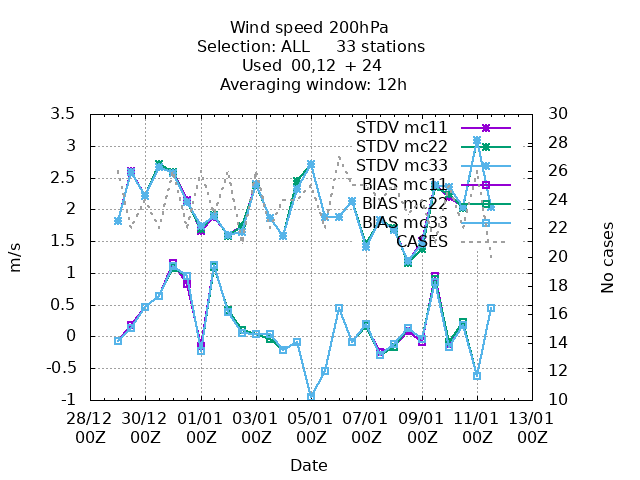 Wind speed 200hPa
Selection: ALL 33 stations
Used 00,12 + 24
Averaging window: 12h
3.5
3
2.5
2
1.5
1
0.5
0
-0.5
-1
m/s
30
28
26
24
22
20
18
16
14
12
10
No cases
STDV mc11
STDV mc22
STDV mc33
BIAS mc11
BIAS mc22
BIAS mc33
CASES
28/12 30/12 01/01 03/01 05/01 07/01 09/01 11/01 13/01
00Z 00Z 00Z 00Z 00Z 00Z 00Z 00Z 00Z
Date